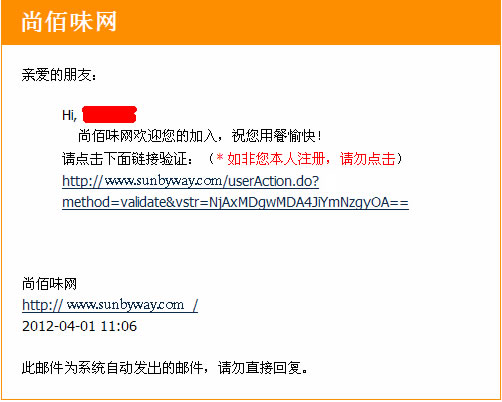 尚佰味网
亲爱的朋友：
Hi,
尚佰味网欢迎您的加入，祝您用餐愉快！
请点击下面链接验证：（* 如非您本人注册，请勿点击）
http:// www.sunbyway.com/userAction.do?
method=validate&vstr=NjAxMDgwMDA4JiYmNzgyOA==
尚佰味网
http:// www.sunbyway.com /
2012-04-01 11:06
此邮件为系统自动发出的邮件，请勿直接回复。